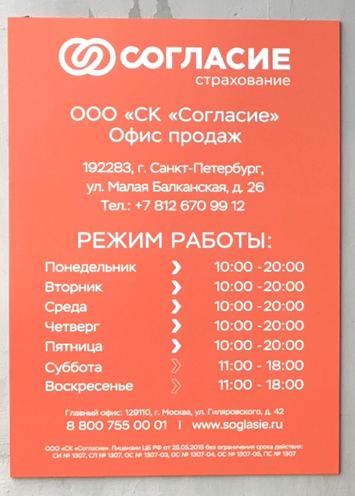 СОГЛАСИЕ
страхование
ООО «СК «Согласие»
Офис продаж
192283, г. Санкт-Петербург,
ул. Малая Балканская, д. 26
Тел.: +7 812 670 99 12
РЕЖИМ РАБОТЫ:
Понедельник 10:00 - 20:00
Вторник 10:00 - 20:00
Среда 10:00 - 20:00
Четверг 10:00 - 20:00
Пятница 10:00 - 20:00
Суббота 11:00 - 18:00
Воскресенье 11:00 - 18:00
Главный офис: 129110, г. Москва, ул. Гиляровского, д. 42
8 800 755 00 01 | www.soglasie.ru
ООО «СК «Согласие». Лицензии ЦБ РФ от 25.05.2015 без ограничения срока действия:
СИ № 1307, СЛ № 1307, ОС № 1307-03, ОС № 1307-04, ОС № 1307-05, ПС № 1307